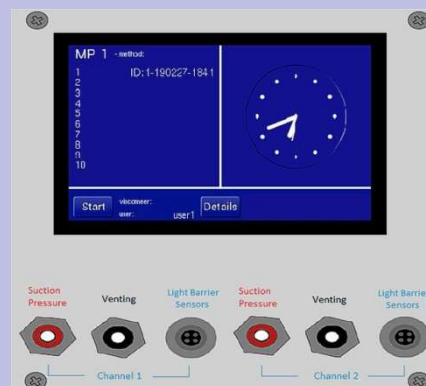 MP 1 - method:
1 ID: 1-190227-1841
2
3
4
5
6
7
8
9
10
Start viscometer: user: user1 Details
Suction Pressure
Venting
Light Barrier Sensors
Suction Pressure
Venting
Light Barrier Sensors
Channel 1
Channel 2